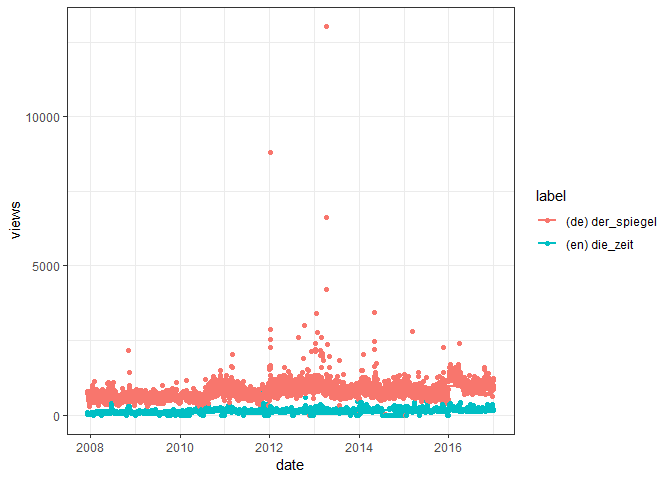 10000
5000
0
views
2008 2010 2012 2014 2016
date
label
(de) der_spiegel
(en) die_zeit